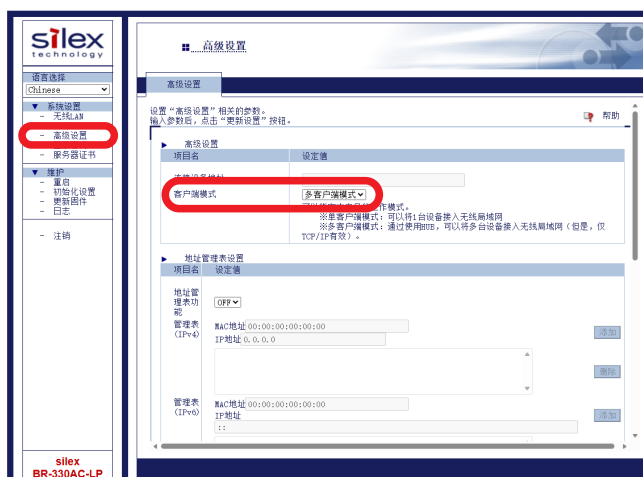 silex
technology
语言选择
Chinese
▼ 系统设置
- 无线LAN
- 高级设置
- 服务器证书
▼ 维护
- 重启
- 初始化设置
- 更新固件
- 日志
- 注销
silex
BR-330AC-LP
高级设置
高级设置
设置“高级设置”相关的参数。
输入参数后，点击“更新设置”按钮。
帮助
▶ 高级设置
项目名 设定值
客户端模式 多客户端模式
作模式。
※单客户端模式：可以将1台设备接入无线局域网
※多客户端模式：通过使用HUB，可以将多台设备接入无线局域网（但是，仅
TCP/IP有效）。
▶ 地址管理表设置
项目名 设定值
地址管
理表功
能
OFF
管理表
(IPv4)
MAC地址 00:00:00:00:00:00
IP地址 0.0.0.0
添加
删除
管理表
(IPv6)
MAC地址 00:00:00:00:00:00
IP地址
::
添加